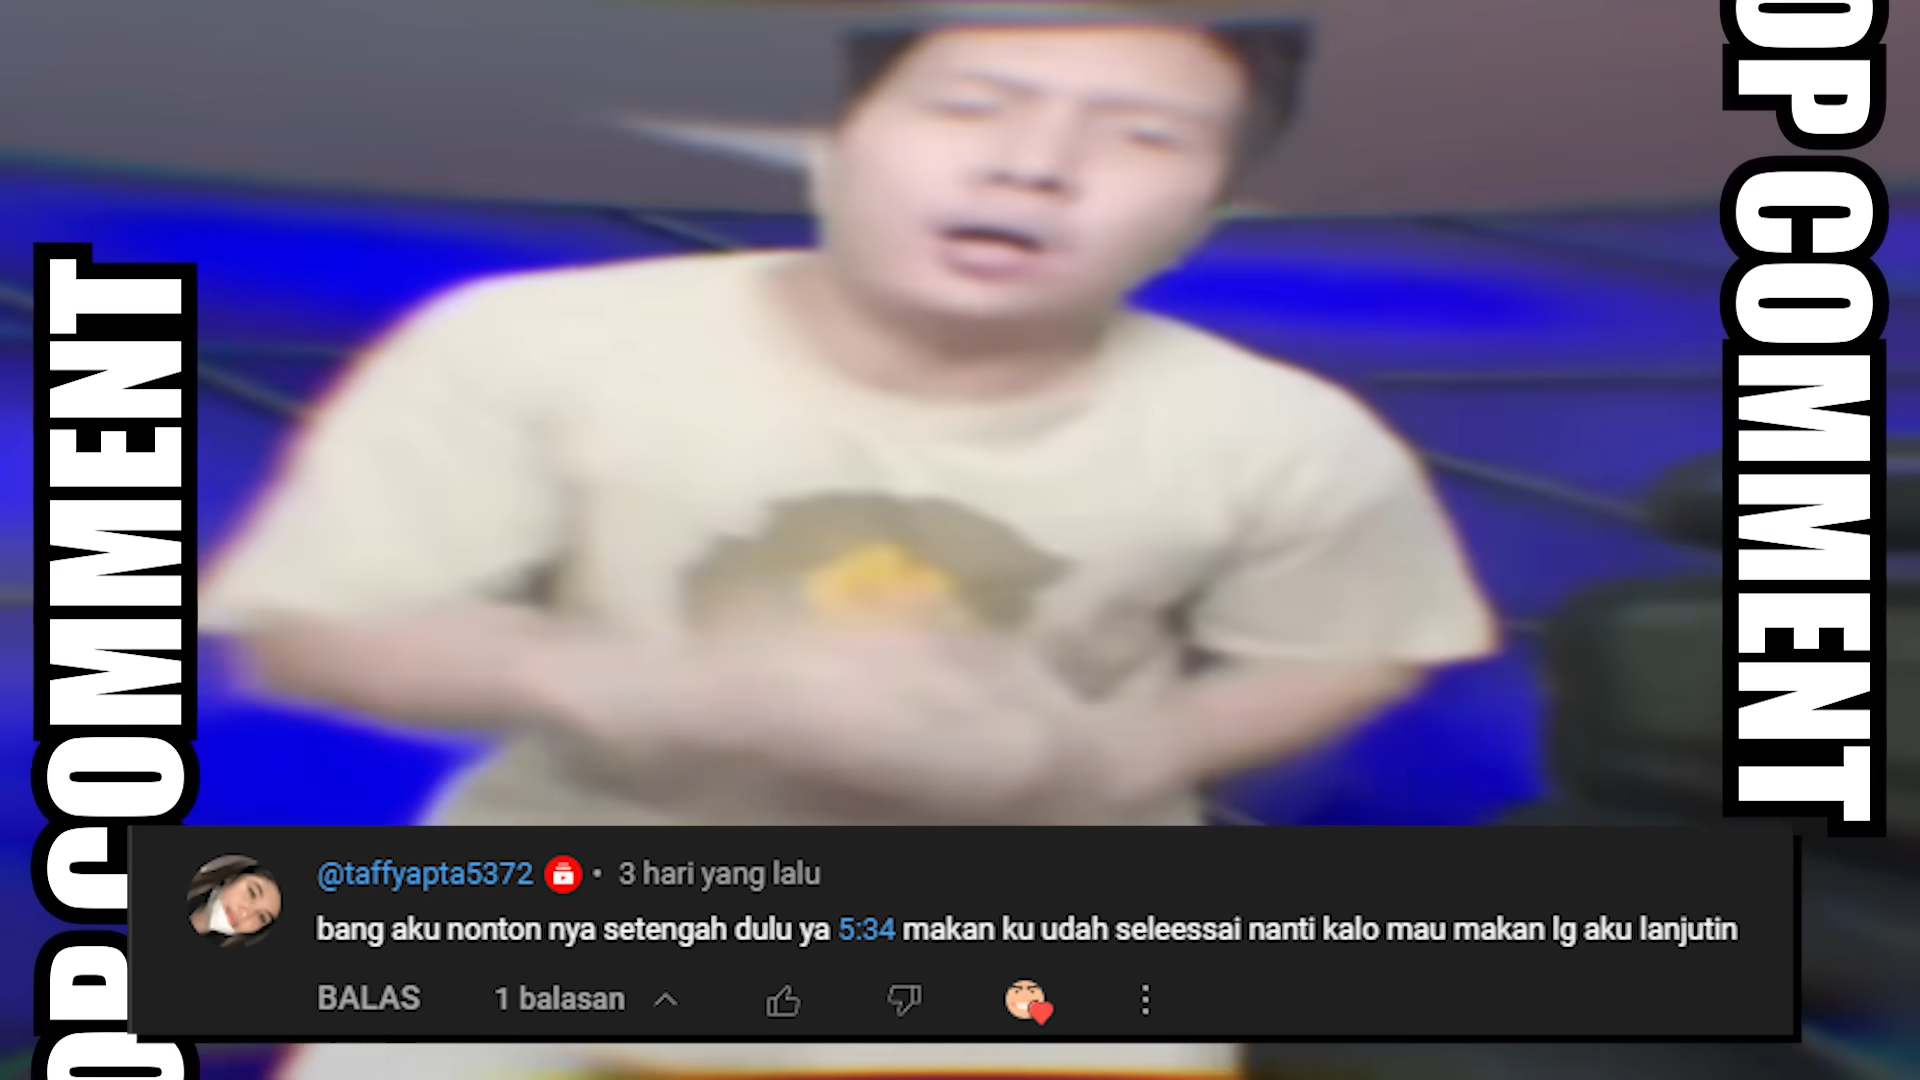 TOP COMMENT
OP COMMENT
@taffyapta5372 • 3 hari yang lalu
bang aku nonton nya setengah dulu ya 5:34 makan ku udah seleessai nanti kalo mau makan lg aku lanjutin
BALAS 1 balasan